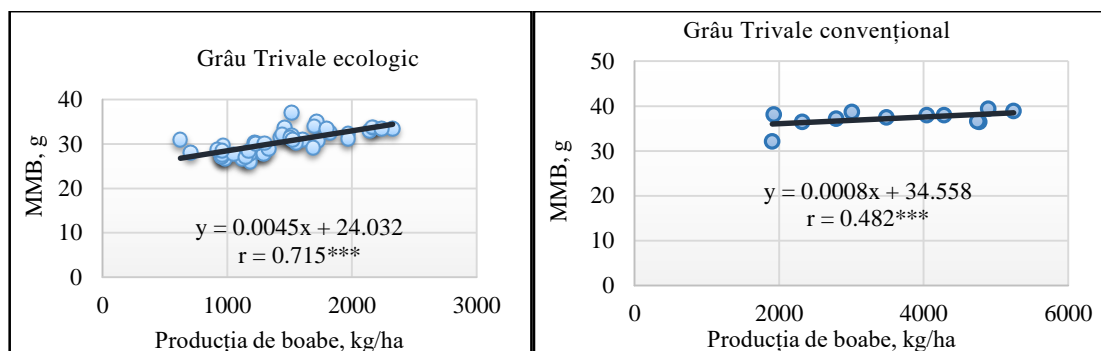 Grâu Trivale ecologic
MMB, g
40
30
20
10
0
y = 0.0045x + 24.032
r = 0.715***
0 1000 2000 3000
Producția de boabe, kg/ha
Grâu Trivale convențional
MMB, g
50
40
30
20
10
0
y = 0.0008x + 34.558
r = 0.482***
0 2000 4000 6000
Producția de boabe, kg/ha